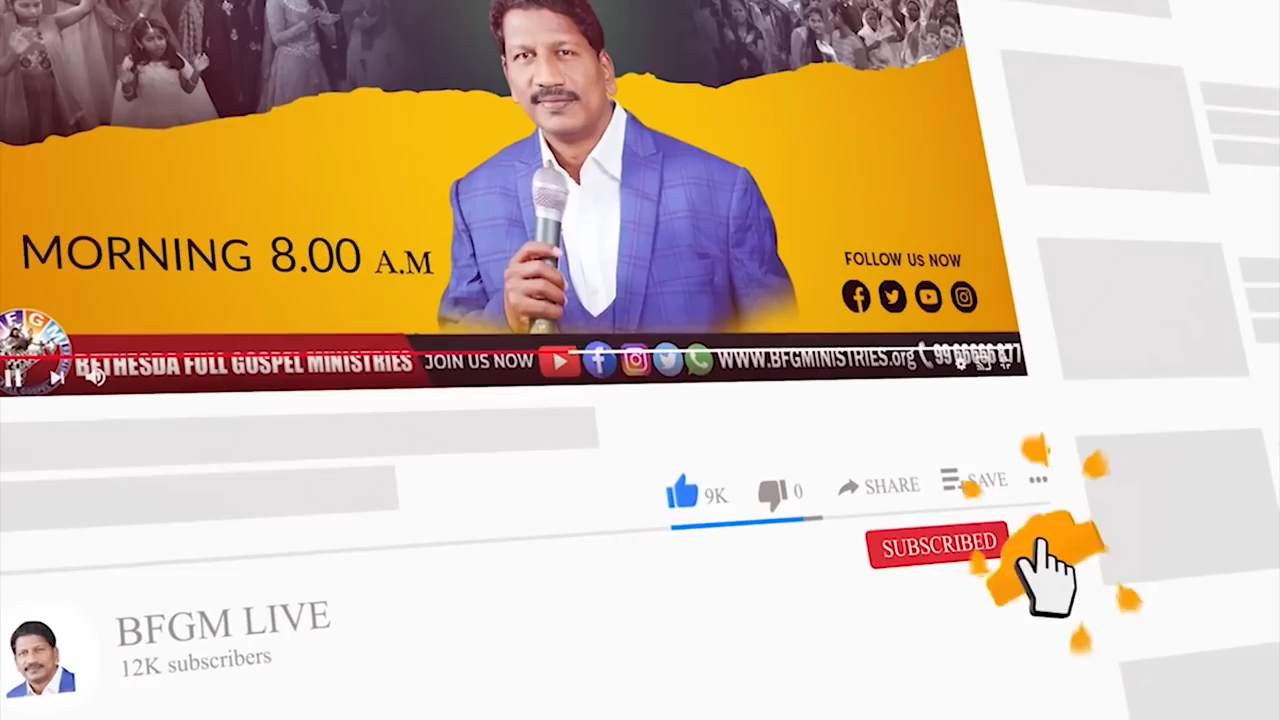 MORNING 8.00 A.M
FOLLOW US NOW
FGM
BETHESDA FULL GOSPEL MINISTRIES JOIN US NOW WWW.BFGMINISTRIES.org
9K 0 SHARE SAVE
SUBSCRIBED
BFGM LIVE
12K subscribers